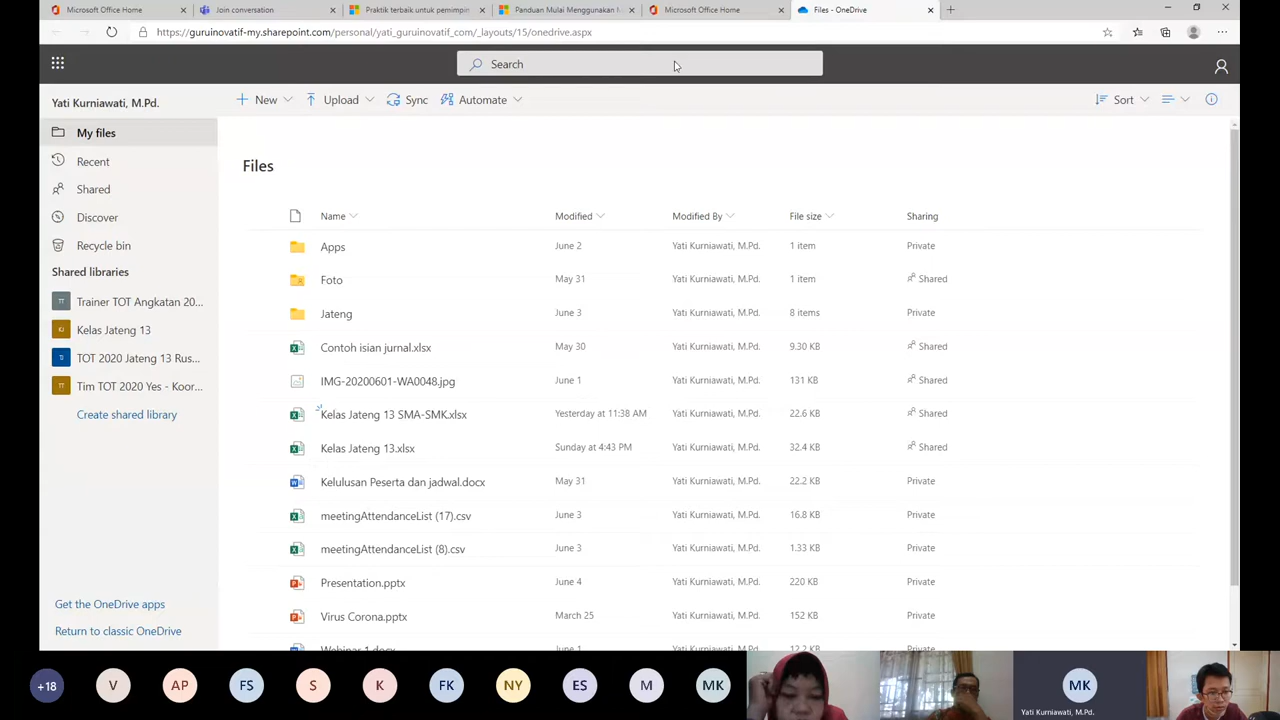 Microsoft Office Home
Join conversation
Praktik terbaik untuk pemimpin
Panduan Mulai Menggunakan M
Microsoft Office Home
Files - OneDrive
https://guruinovatif-my.sharepoint.com/personal/yati_guruinovatif_com/_layouts/15/onedrive.aspx
Search
Yati Kurniawati, M.Pd.
New Upload Sync Automate Sort
My files
Recent
Shared
Discover
Recycle bin
Shared libraries
Trainer TOT Angkatan 20...
Kelas Jateng 13
TOT 2020 Jateng 13 Rus...
Tim TOT 2020 Yes - Koor...
Create shared library
Get the OneDrive apps
Return to classic OneDrive
Files
Name Modified Modified By File size Sharing
Apps June 2 Yati Kurniawati, M.Pd. 1 item Private
Foto May 31 Yati Kurniawati, M.Pd. 1 item Shared
Jateng June 3 Yati Kurniawati, M.Pd. 8 items Private
Contoh isian jurnal.xlsx May 30 Yati Kurniawati, M.Pd. 9.30 KB Shared
IMG-20200601-WA0048.jpg June 1 Yati Kurniawati, M.Pd. 131 KB Shared
Kelas Jateng 13 SMA-SMK.xlsx Yesterday at 11:38 AM Yati Kurniawati, M.Pd. 22.6 KB Shared
Kelas Jateng 13.xlsx Sunday at 4:43 PM Yati Kurniawati, M.Pd. 32.4 KB Shared
Kelulusan Peserta dan jadwal.docx May 31 Yati Kurniawati, M.Pd. 22.2 KB Private
meetingAttendanceList (17).csv June 3 Yati Kurniawati, M.Pd. 16.8 KB Private
meetingAttendanceList (8).csv June 3 Yati Kurniawati, M.Pd. 1.33 KB Private
Presentation.pptx June 4 Yati Kurniawati, M.Pd. 220 KB Private
Virus Corona.pptx March 25 Yati Kurniawati, M.Pd. 152 KB Private
Webinar 1.docx June 1 Yati Kurniawati, M.Pd. 12.2 KB Private
+18 V AP FS S K FK NY ES M MK MK
Yati Kurniawati, M.Pd.